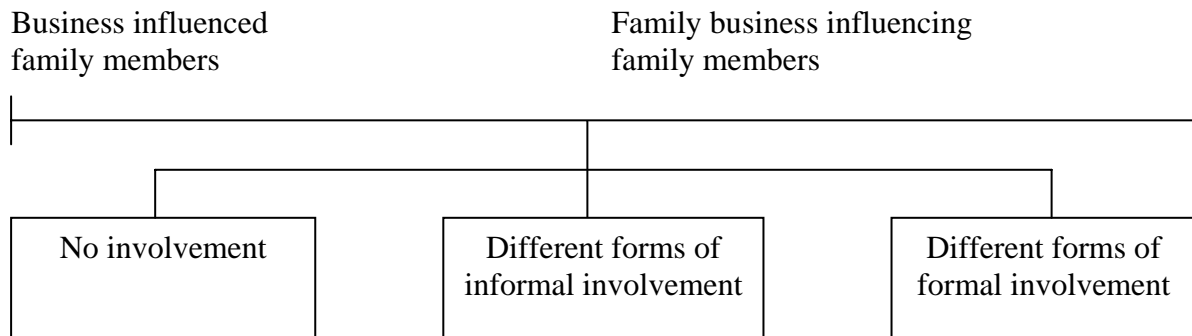 Business influenced
family members
Family business influencing
family members
No involvement
Different forms of
informal involvement
Different forms of
formal involvement